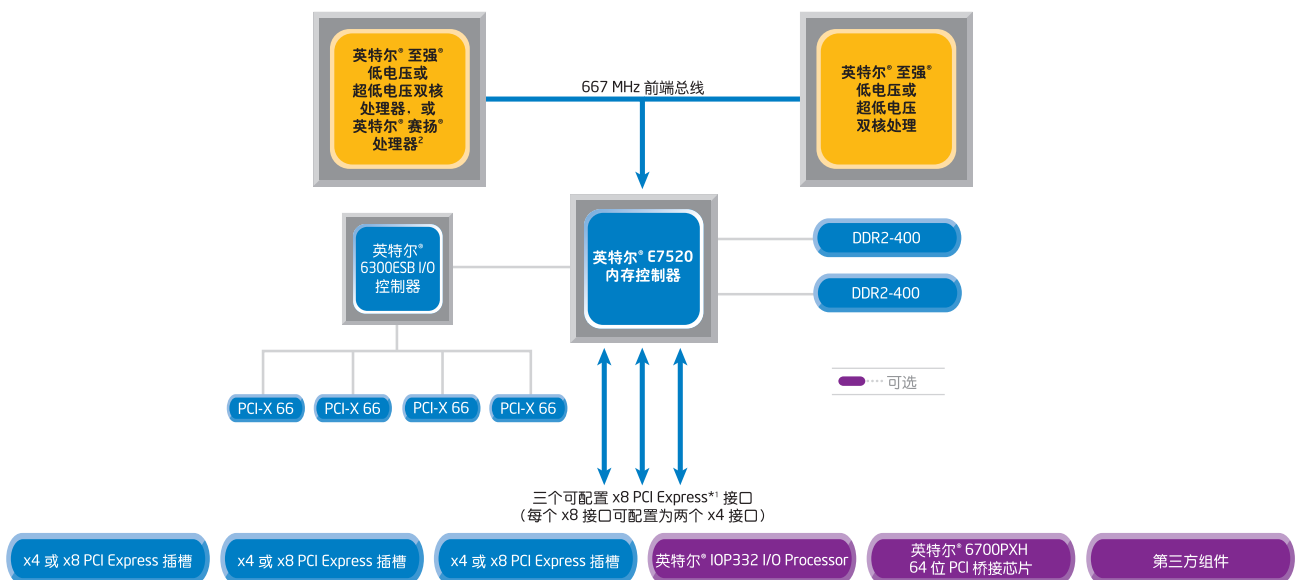 英特尔® 至强®
低电压或
超低电压双核
处理器，或
英特尔® 赛扬®
处理器²
667 MHz 前端总线
英特尔® 至强®
低电压或
超低电压
双核处理
英特尔®
6300ESB I/O
控制器
英特尔® E7520
内存控制器
DDR2-400
DDR2-400
可选
PCI-X 66
PCI-X 66
PCI-X 66
PCI-X 66
三个可配置 x8 PCI Express*¹ 接口
（每个 x8 接口可配置为两个 x4 接口）
x4 或 x8 PCI Express 插槽
x4 或 x8 PCI Express 插槽
x4 或 x8 PCI Express 插槽
英特尔® IOP332 I/O Processor
英特尔® 6700PXH
64 位 PCI 桥接芯片
第三方组件